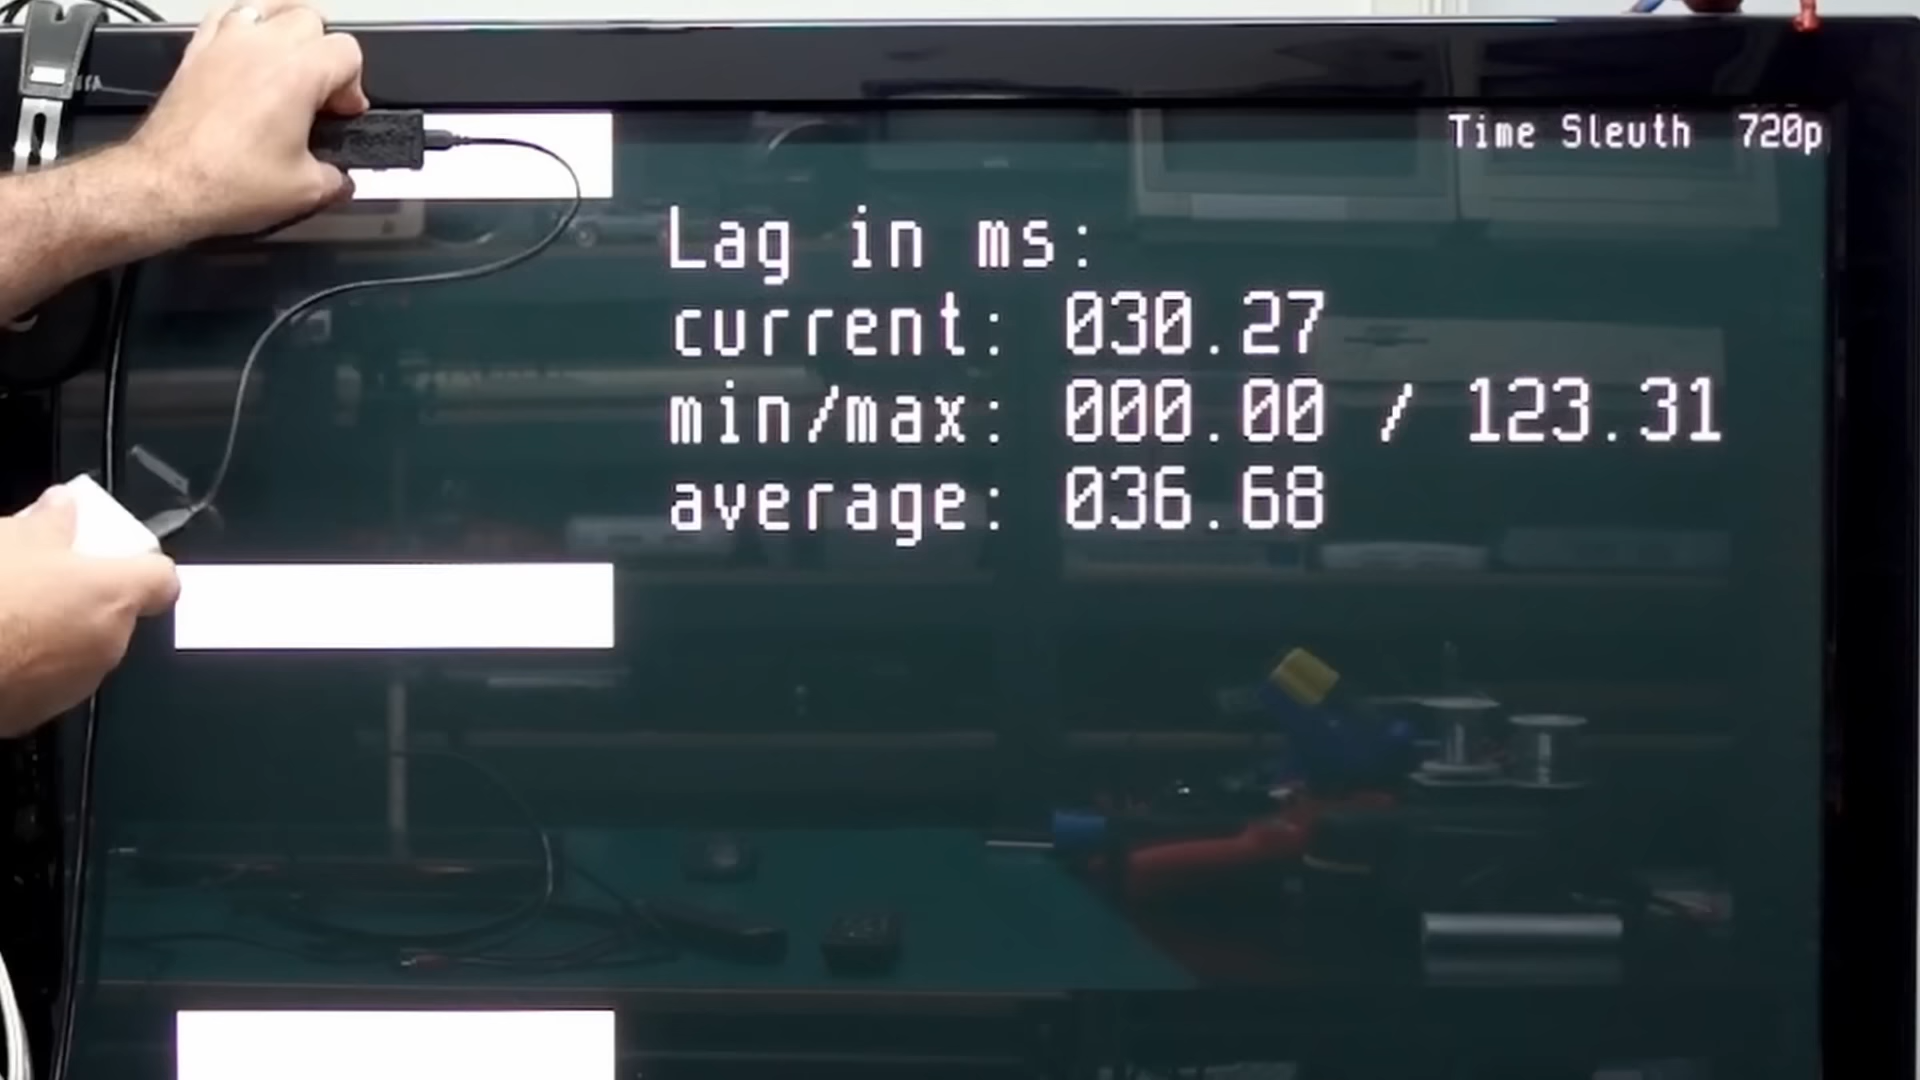 Time Sleuth 720p
Lag in ms:
current: 030.27
min/max: 000.00 / 123.31
average: 036.68